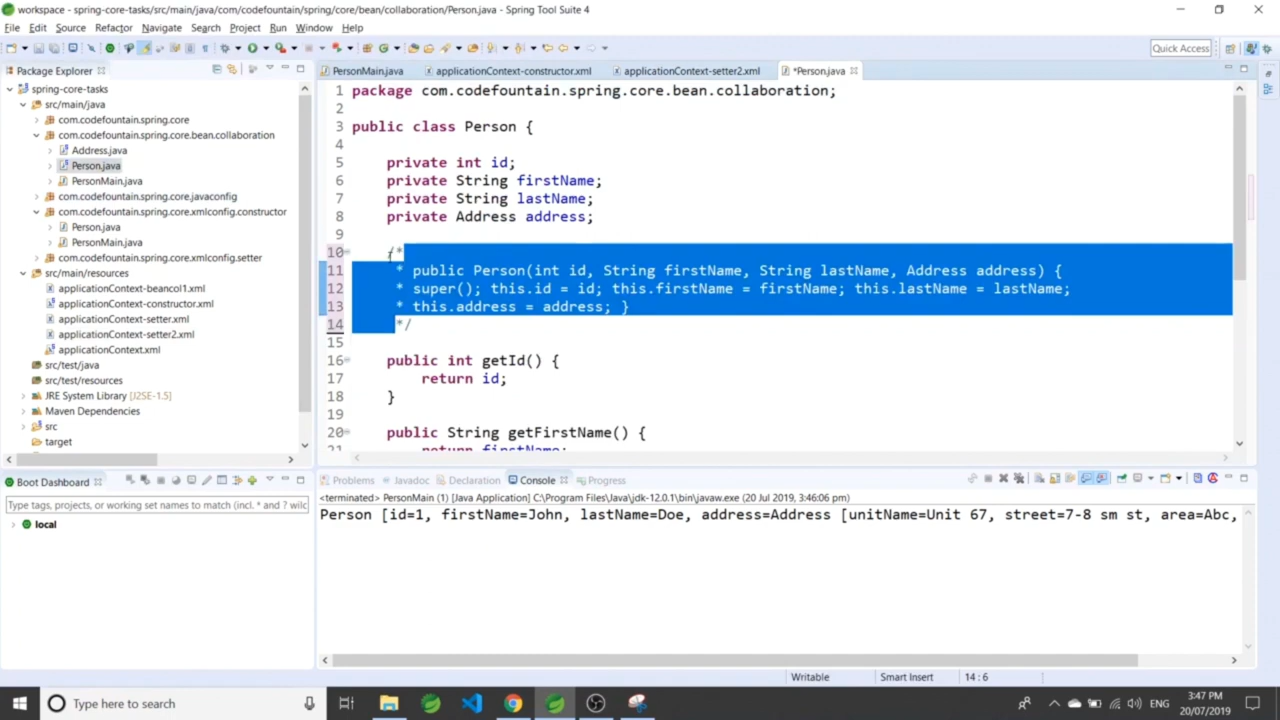 workspace - spring-core-tasks/src/main/java/com/codefountain/spring/core/bean/collaboration/Person.java - Spring Tool Suite 4
File Edit Source Refactor Navigate Search Project Run Window Help
Quick Access
Package Explorer
PersonMain.java applicationContext-constructor.xml applicationContext-setter2.xml *Person.java
spring-core-tasks
src/main/java
com.codefountain.spring.core
com.codefountain.spring.core.bean.collaboration
Address.java
Person.java
PersonMain.java
com.codefountain.spring.core.javaconfig
com.codefountain.spring.core.xmlconfig.constructor
Person.java
PersonMain.java
com.codefountain.spring.core.xmlconfig.setter
src/main/resources
applicationContext-beancol1.xml
applicationContext-constructor.xml
applicationContext-setter.xml
applicationContext-setter2.xml
applicationContext.xml
src/test/java
src/test/resources
JRE System Library [J2SE-1.5]
Maven Dependencies
src
target
1 package com.codefountain.spring.core.bean.collaboration;
2
3 public class Person {
4
5 private int id;
6 private String firstName;
7 private String lastName;
8 private Address address;
9
10 /*
11 * public Person(int id, String firstName, String lastName, Address address) {
12 * super(); this.id = id; this.firstName = firstName; this.lastName = lastName;
13 * this.address = address; }
14 */
15
16 public int getId() {
17 return id;
18 }
19
20 public String getFirstName() {
21 return firstName;
Boot Dashboard
Type tags, projects, or working set names to match (incl. * and ? wilc
local
Problems Javadoc Declaration Console Progress
<terminated> PersonMain (1) [Java Application] C:\Program Files\Java\jdk-12.0.1\bin\javaw.exe (20 Jul 2019, 3:46:06 pm)
Person [id=1, firstName=John, lastName=Doe, address=Address [unitName=Unit 67, street=7-8 sm st, area=Abc,
Writable Smart Insert 14 : 6
Type here to search
ENG
3:47 PM
20/07/2019